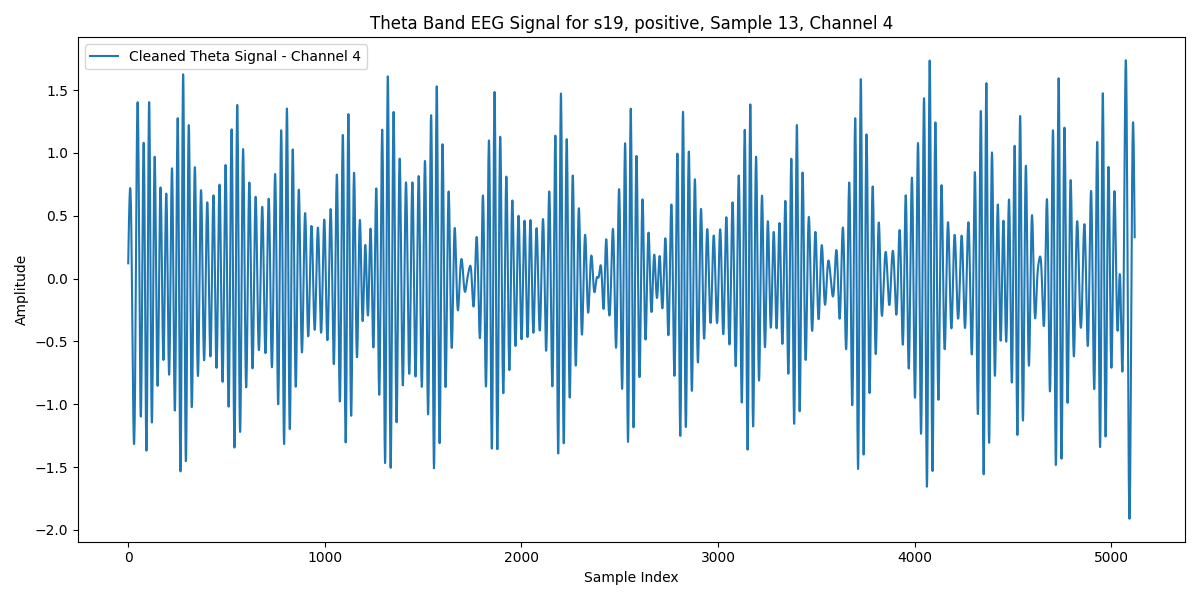 Theta Band EEG Signal for s19, positive, Sample 13, Channel 4
Cleaned Theta Signal - Channel 4
Amplitude
1.5
1.0
0.5
0.0
−0.5
−1.0
−1.5
−2.0
0 1000 2000 3000 4000 5000
Sample Index